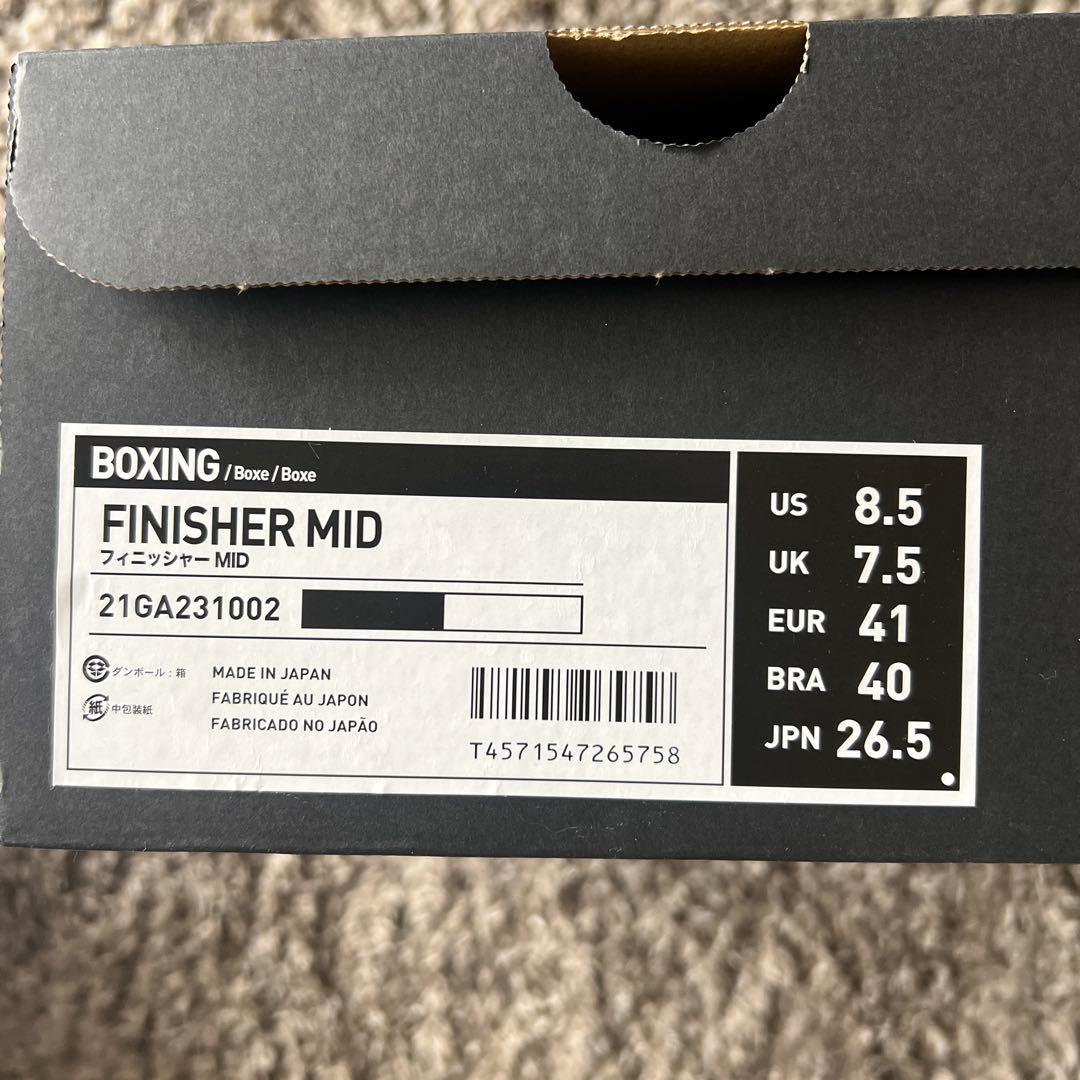 BOXING / Boxe / Boxe
FINISHER MID
フィニッシャー MID
21GA231002
ダンボール : 箱
紙 中包装紙
MADE IN JAPAN
FABRIQUÉ AU JAPON
FABRICADO NO JAPÃO
T4571547265758
US 8.5
UK 7.5
EUR 41
BRA 40
JPN 26.5